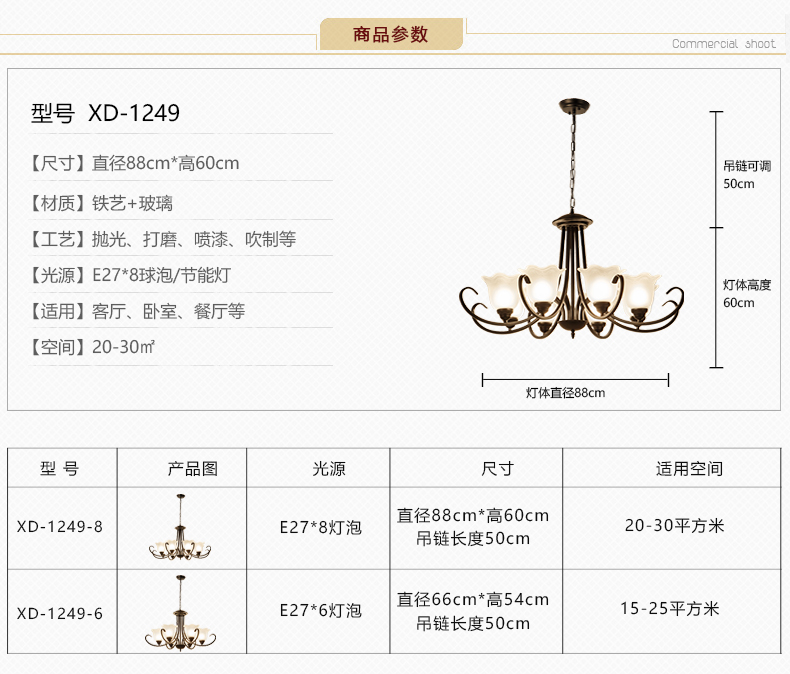 商品参数
Commercial shoot
型号 XD-1249
【尺寸】直径88cm*高60cm
【材质】铁艺+玻璃
【工艺】抛光、打磨、喷漆、吹制等
【光源】E27*8球泡/节能灯
【适用】客厅、卧室、餐厅等
【空间】20-30㎡
吊链可调
50cm
灯体高度
60cm
灯体直径88cm
型 号 产品图 光源 尺寸 适用空间
XD-1249-8 E27*8灯泡 直径88cm*高60cm 20-30平方米
吊链长度50cm
XD-1249-6 E27*6灯泡 直径66cm*高54cm 15-25平方米
吊链长度50cm